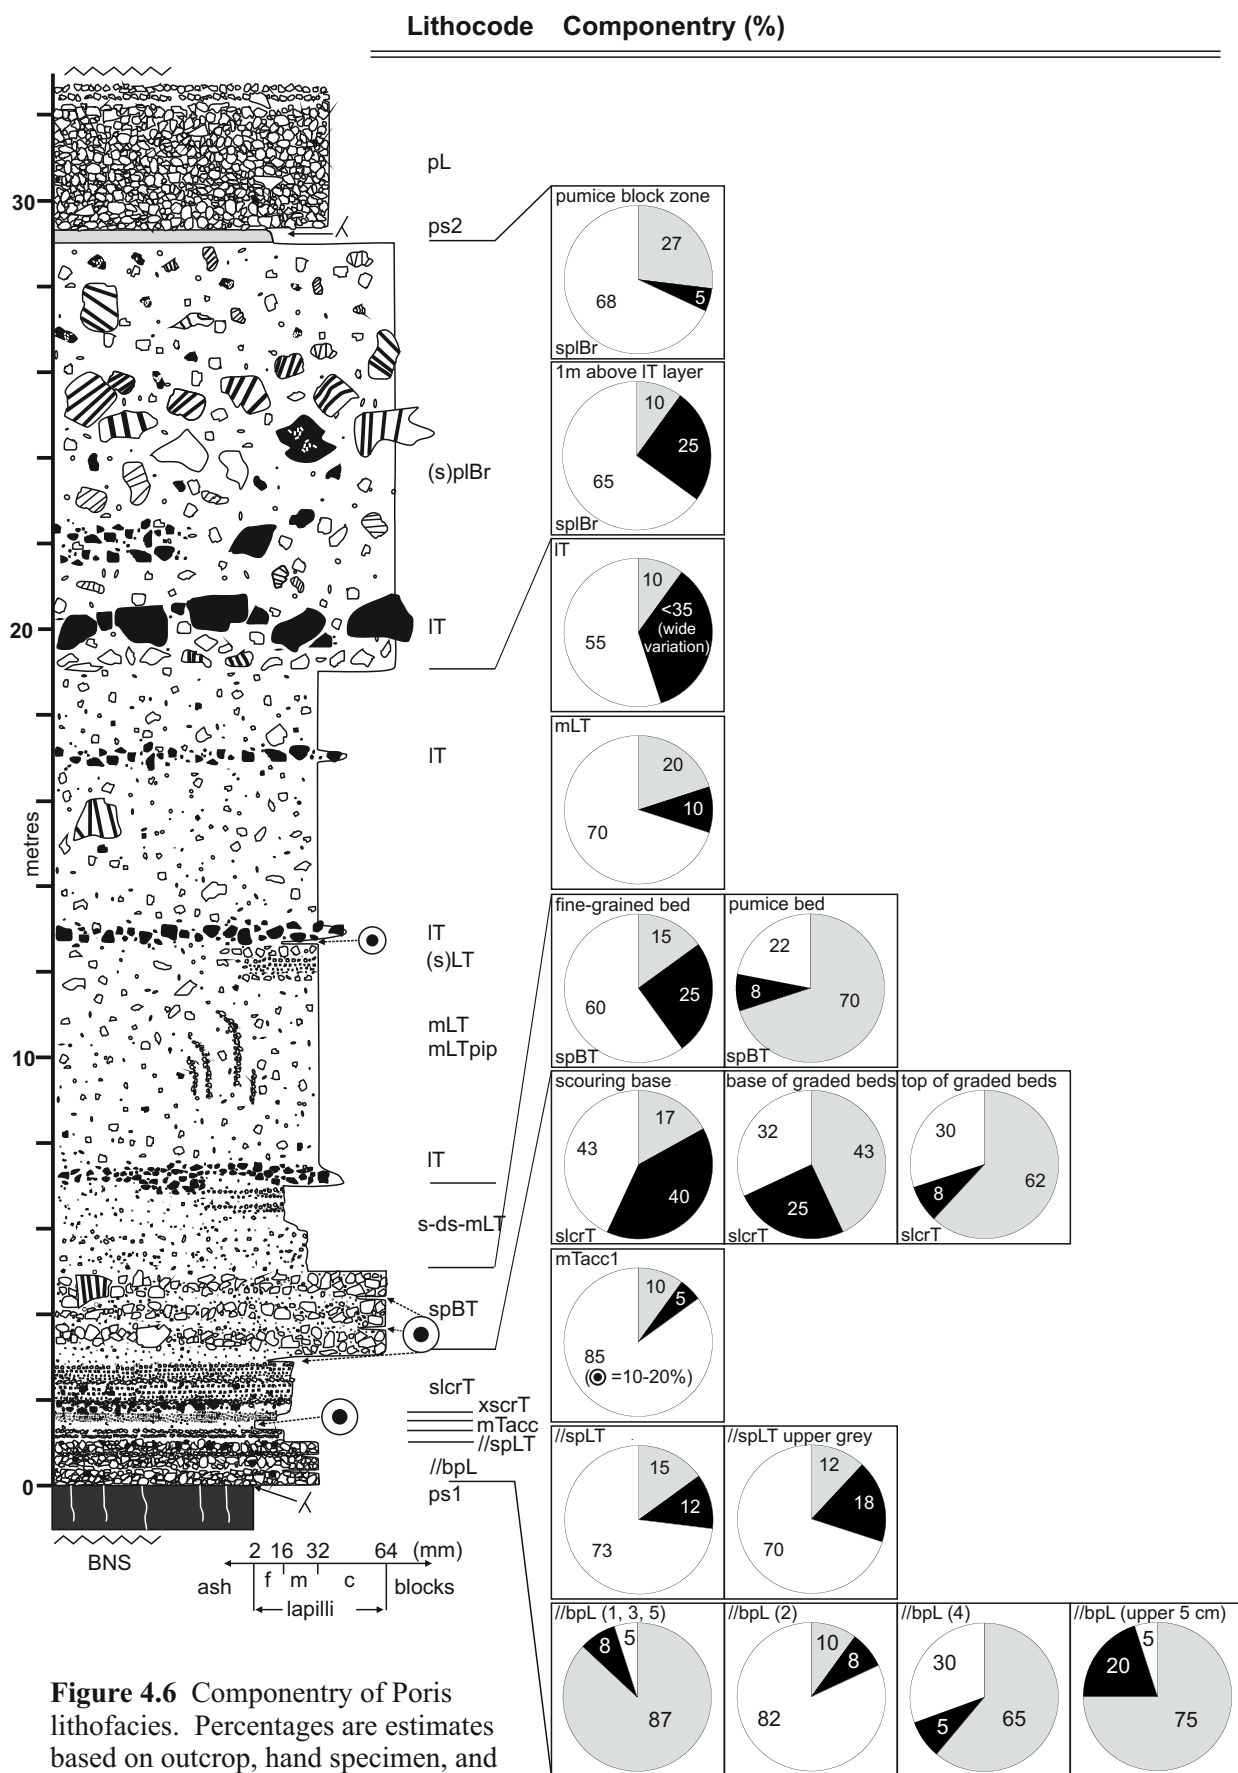 Lithocode Componentry (%)
pL
30
ps2
pumice block zone
27
5
68
splBr
1m above lT layer
10
25
65
splBr
(s)plBr
lT
10
<35
(wide
variation)
55
20
lT
lT
mLT
20
10
70
metres
lT
(s)LT
mLT
mLTpip
10
lT
s-ds-mLT
fine-grained bed
15
25
60
spBT
pumice bed
22
8
70
spBT
scouring base
17
43
40
slcrT
base of graded beds
32
43
25
slcrT
top of graded beds
30
8
62
slcrT
spBT
mTacc1
10
5
85
( =10-20%)
slcrT
xscrT
mTacc
//spLT
//bpL
0
ps1
//spLT
15
12
73
//spLT upper grey
12
18
70
BNS
2 16 32 64 (mm)
ash f m c blocks
lapilli
//bpL (1, 3, 5)
8
5
87
//bpL (2)
10
8
82
//bpL (4)
30
5
65
//bpL (upper 5 cm)
5
20
75
Figure 4.6 Componentry of Poris
lithofacies. Percentages are estimates
based on outcrop, hand specimen, and